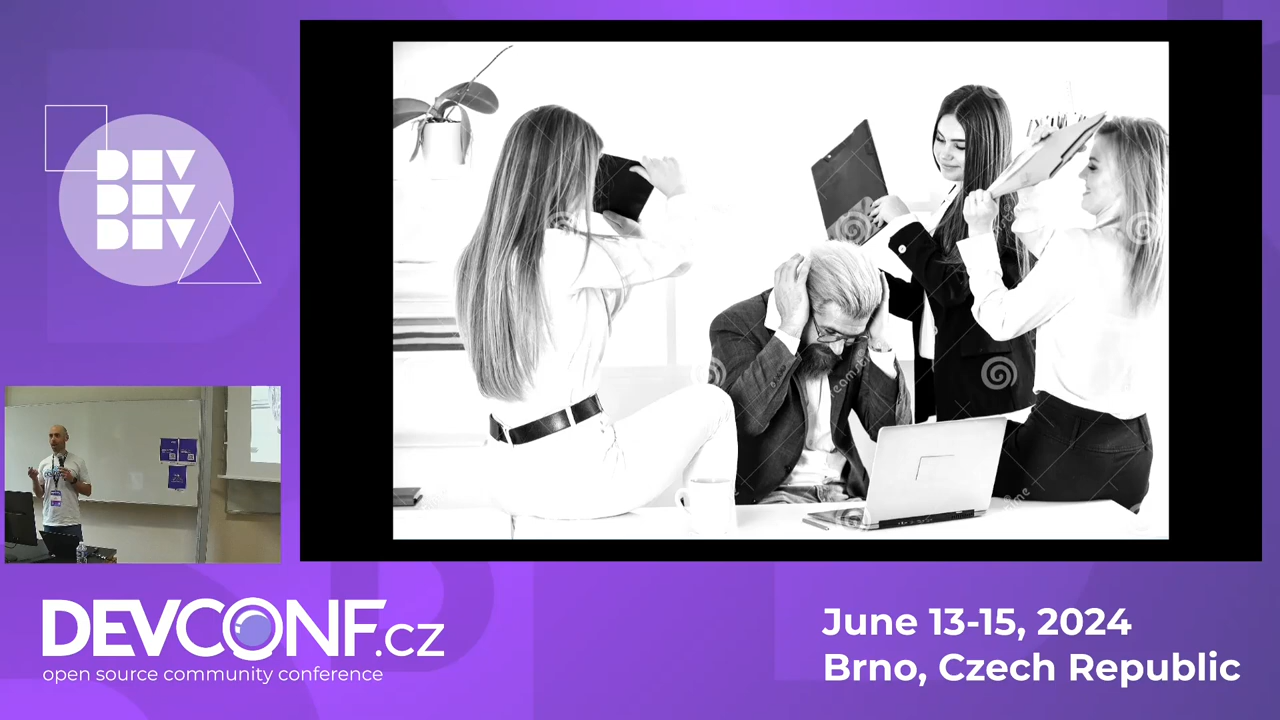 DEV
DEV
DEV
DEVCONF.cz
open source community conference
June 13-15, 2024
Brno, Czech Republic